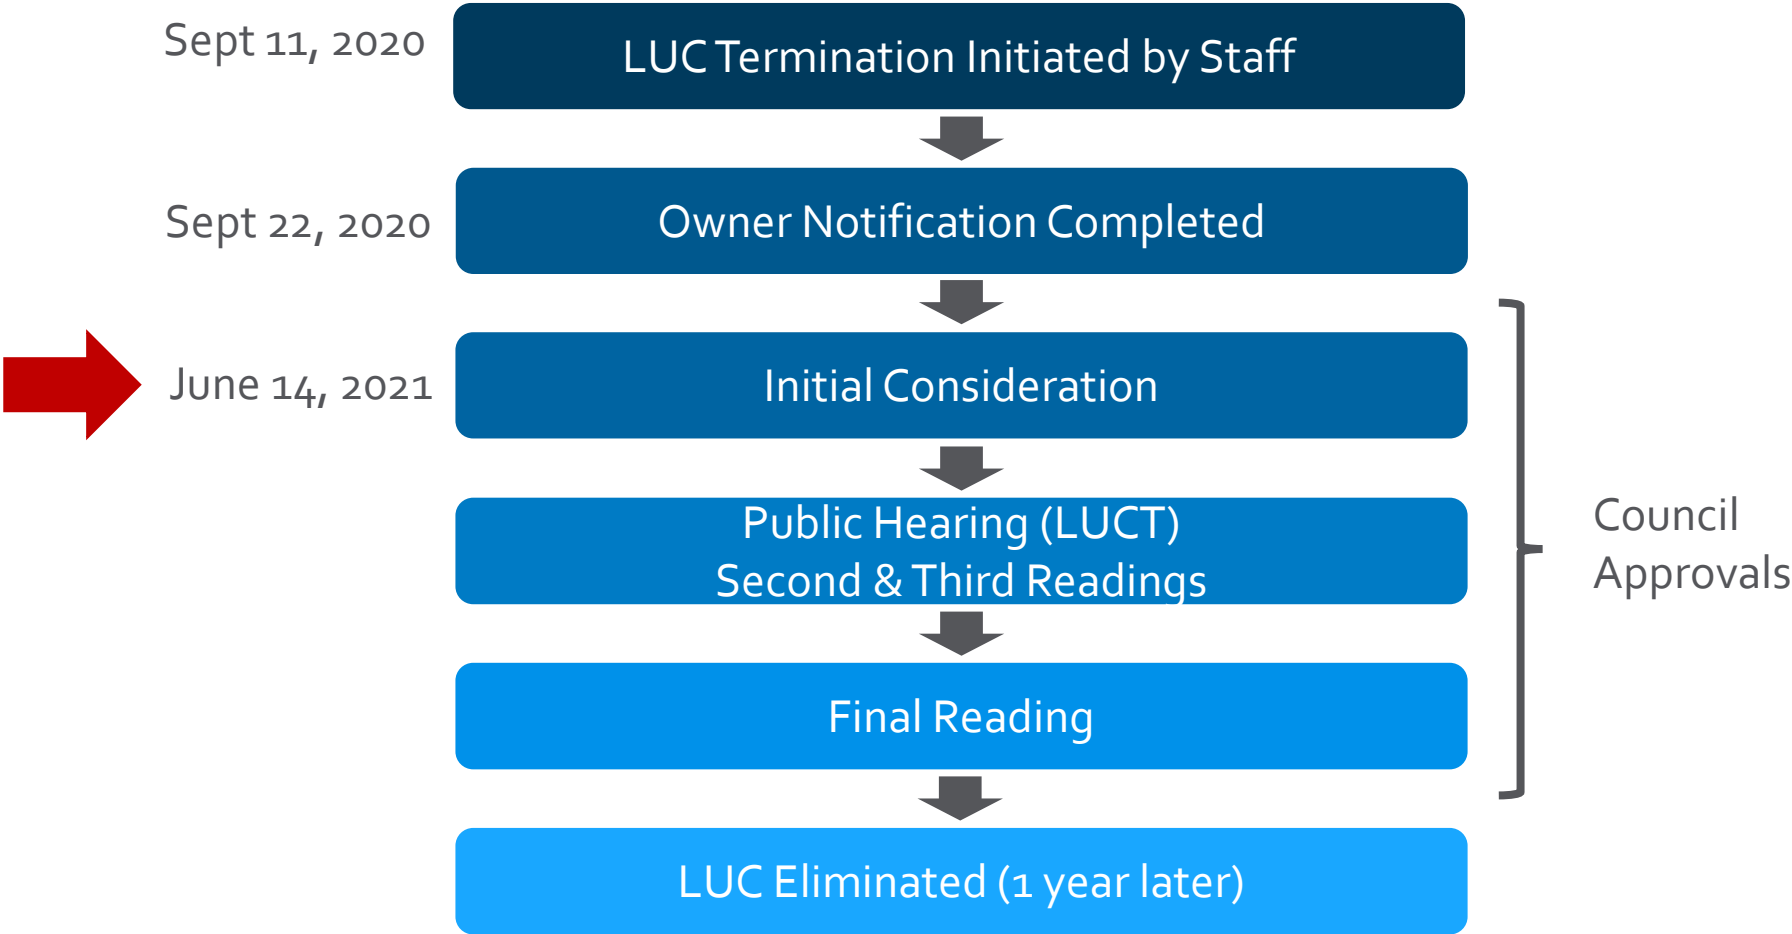 Sept 11, 2020
LUC Termination Initiated by Staff
Sept 22, 2020
Owner Notification Completed
June 14, 2021
Initial Consideration
Public Hearing (LUCT)
Second & Third Readings
Council
Approvals
Final Reading
LUC Eliminated (1 year later)